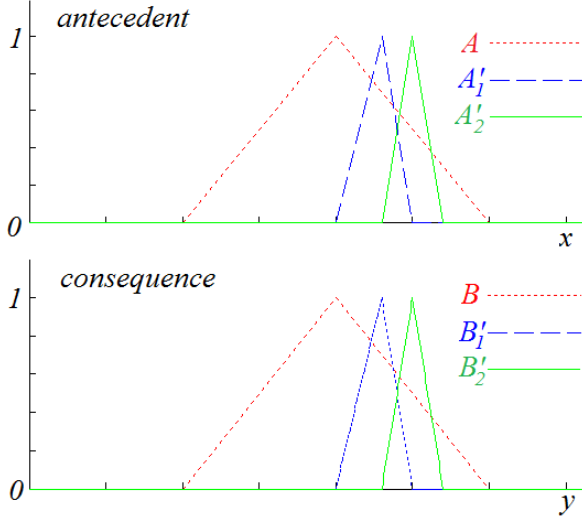 1
antecedent
A
A'₁
A'₂
0
x
1
consequence
B
B'₁
B'₂
0
y